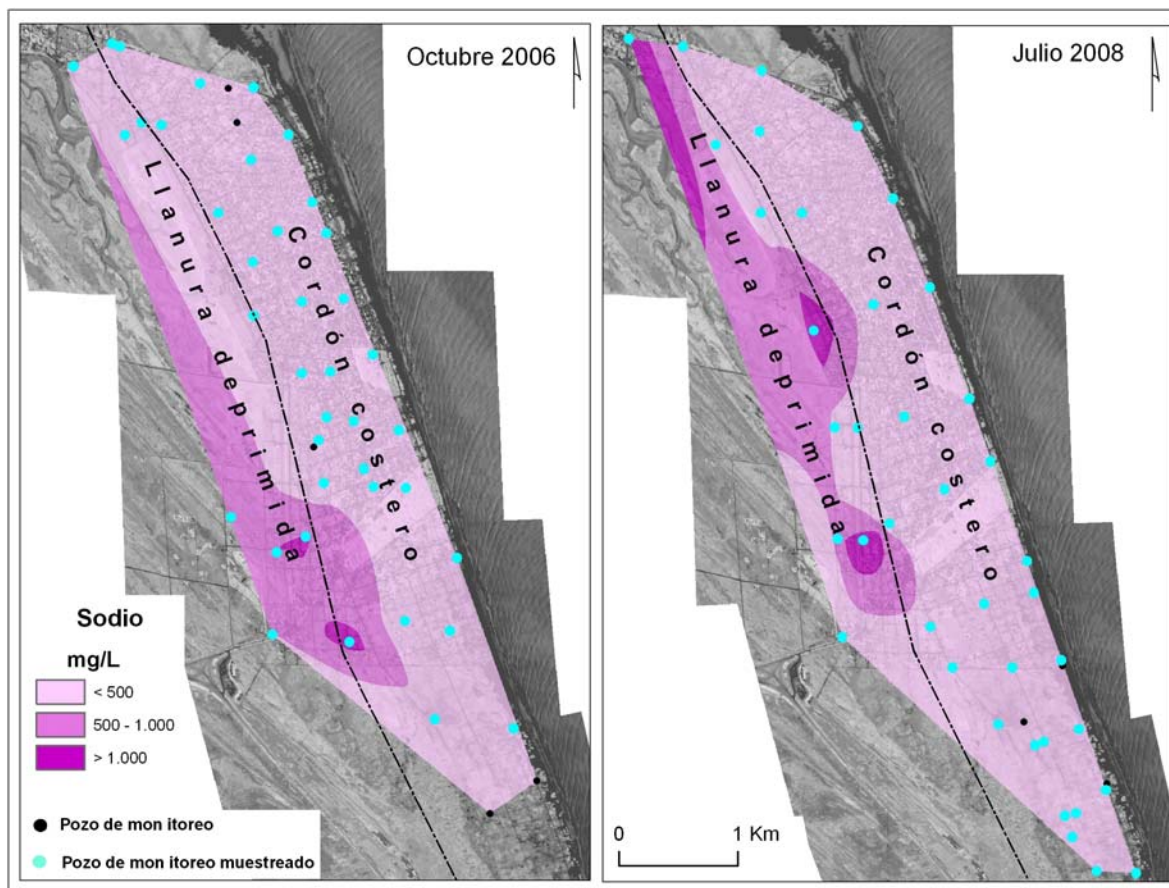 Octubre 2006
Llanura deprimida
Cordón costero
Sodio
mg/L
< 500
500 - 1.000
> 1.000
Pozo de mon itoreo
Pozo de mon itoreo muestreado
Julio 2008
Llanura deprimida
Cordón costero
0 1 Km